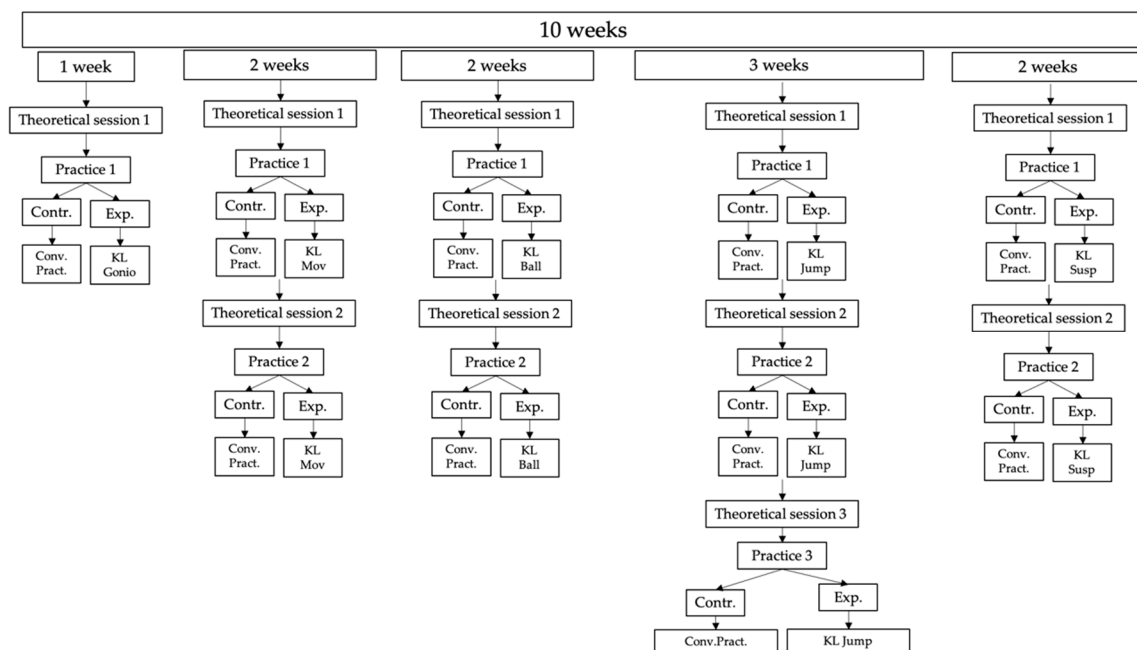 10 weeks
1 week
Theoretical session 1
Practice 1
Contr.
Exp.
Conv.
Pract.
KL
Gonio
2 weeks
Theoretical session 1
Practice 1
Contr.
Exp.
Conv.
Pract.
KL
Mov
Theoretical session 2
Practice 2
Contr.
Exp.
Conv.
Pract.
KL
Mov
2 weeks
Theoretical session 1
Practice 1
Contr.
Exp.
Conv.
Pract.
KL
Ball
Theoretical session 2
Practice 2
Contr.
Exp.
Conv.
Pract.
KL
Ball
3 weeks
Theoretical session 1
Practice 1
Contr.
Exp.
Conv.
Pract.
KL
Jump
Theoretical session 2
Practice 2
Contr.
Exp.
Conv.
Pract.
KL
Jump
Theoretical session 3
Practice 3
Contr.
Exp.
Conv.Pract.
KL Jump
2 weeks
Theoretical session 1
Practice 1
Contr.
Exp.
Conv.
Pract.
KL
Susp
Theoretical session 2
Practice 2
Contr.
Exp.
Conv.
Pract.
KL
Susp